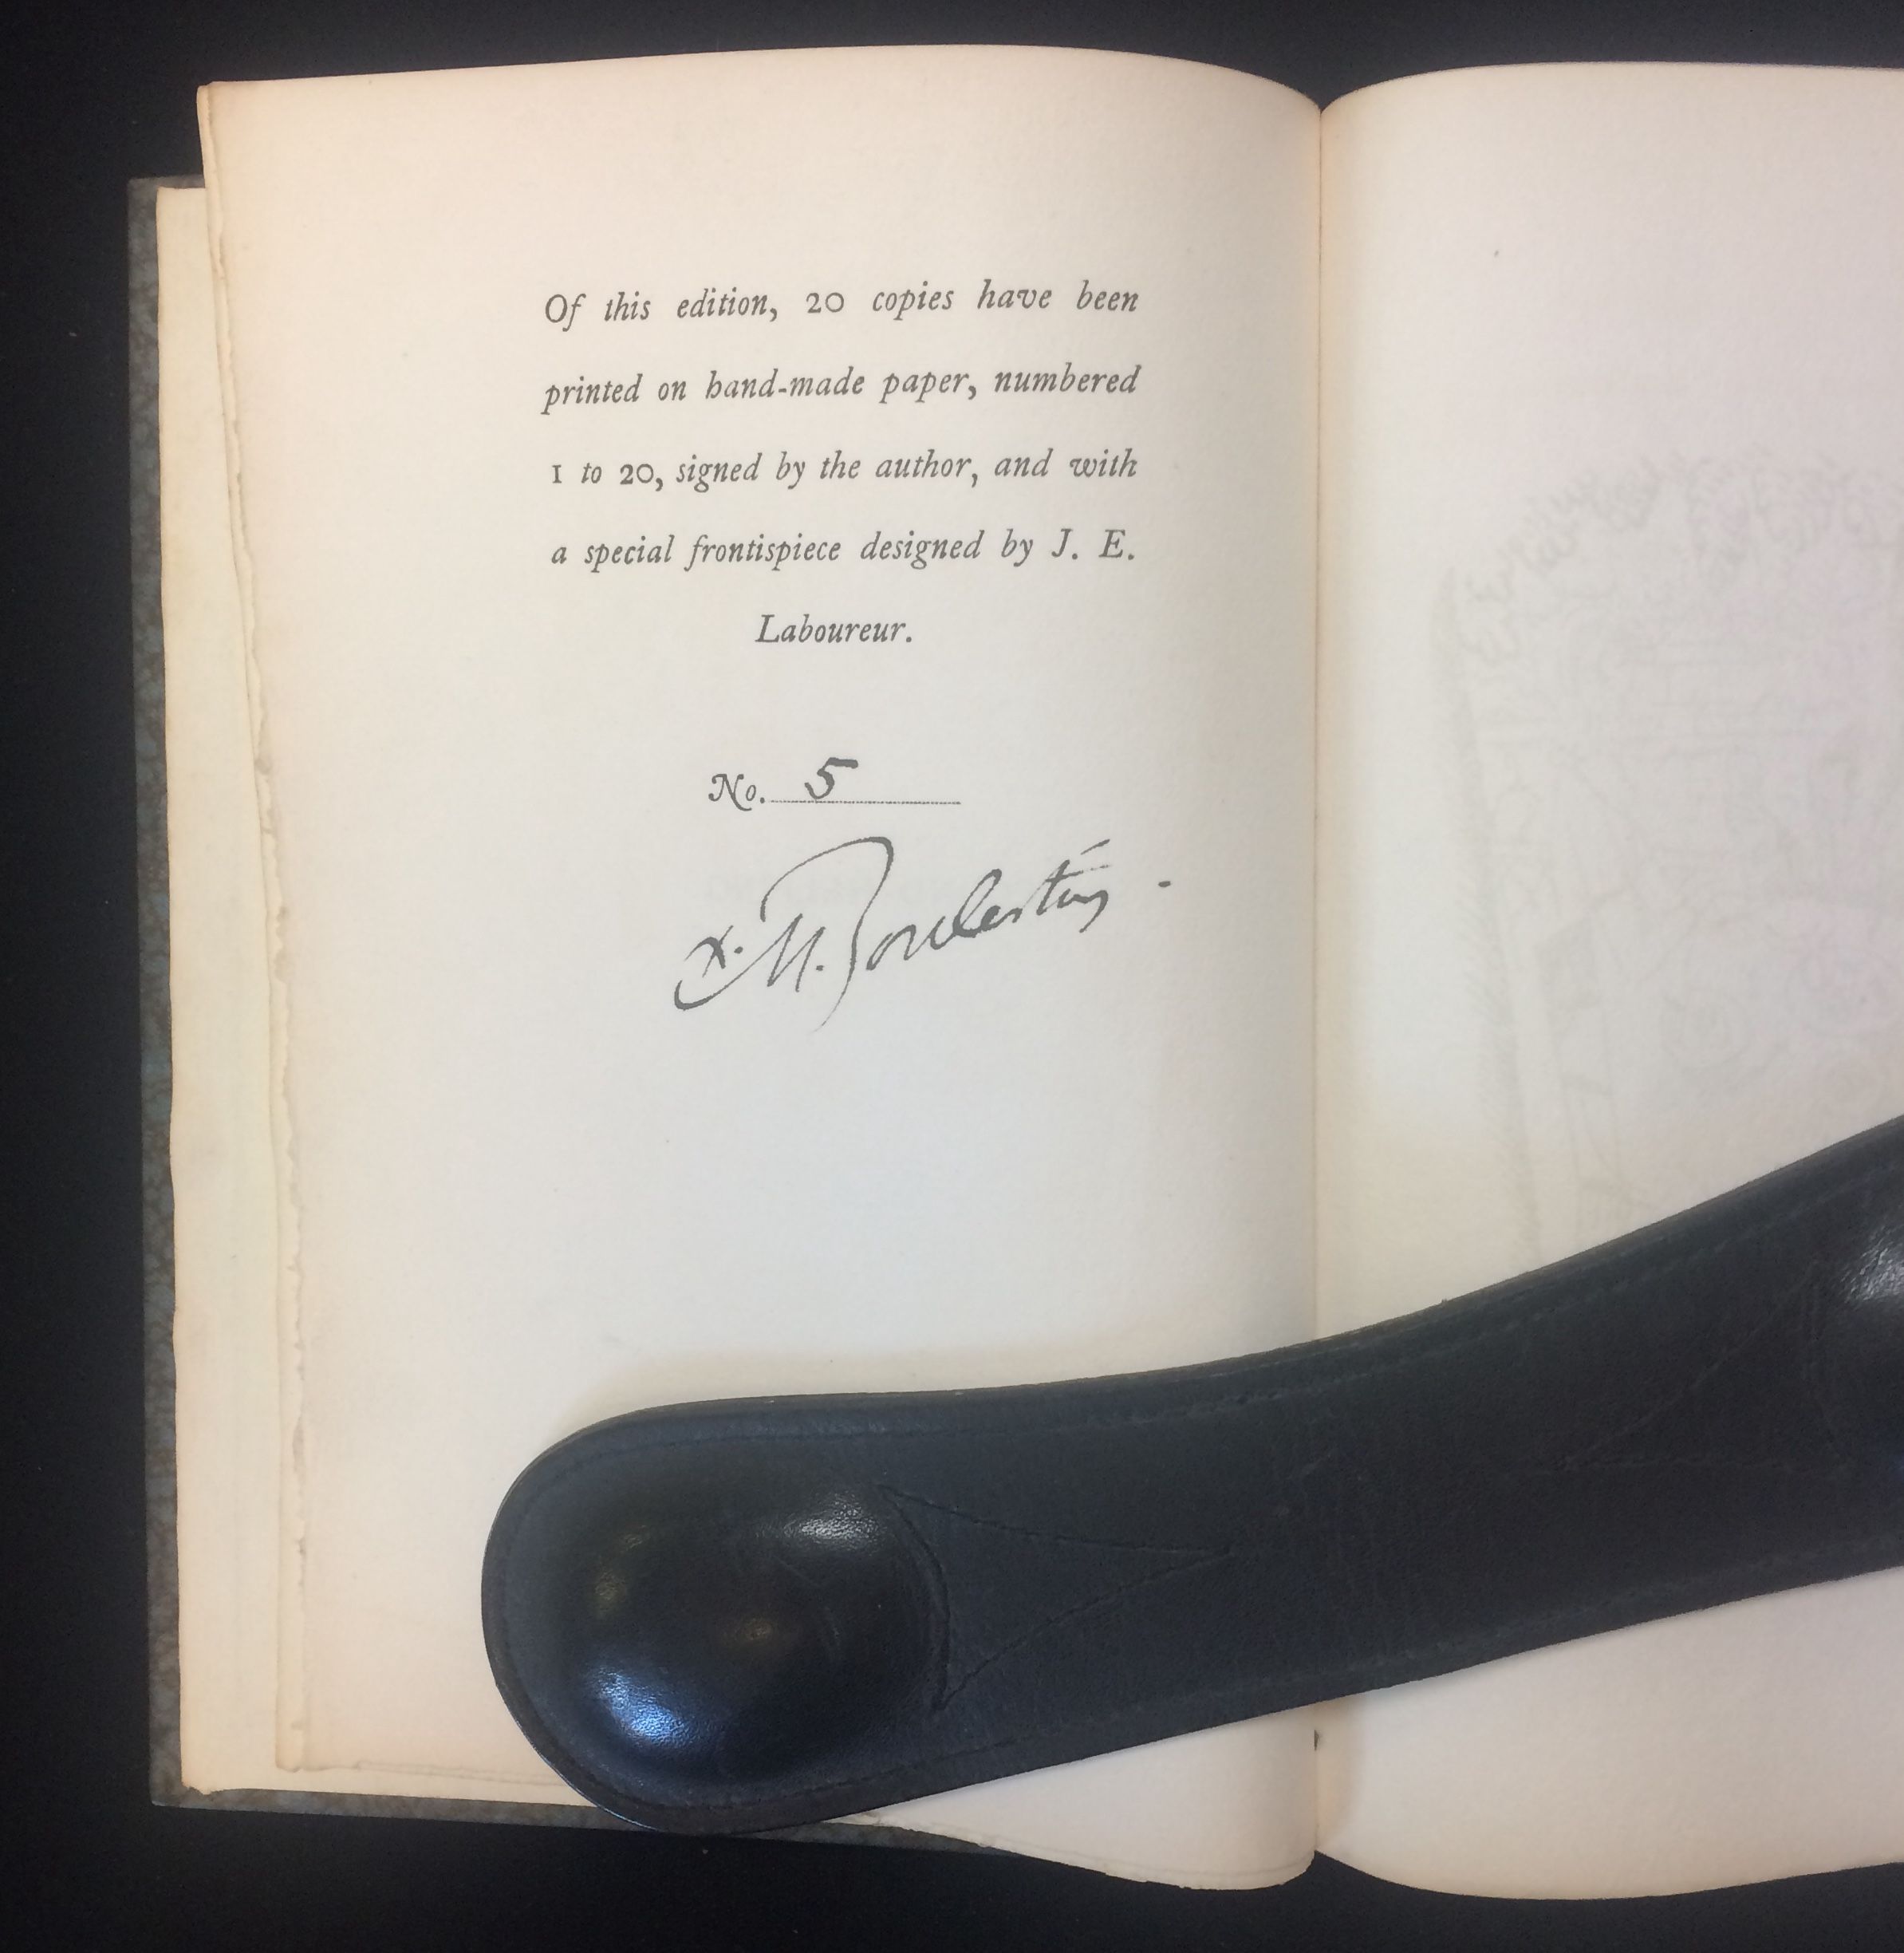 Of this edition, 20 copies have been
printed on hand-made paper, numbered
1 to 20, signed by the author, and with
a special frontispiece designed by J. E.
Laboureur.
No. 5
X. M. Boulestin